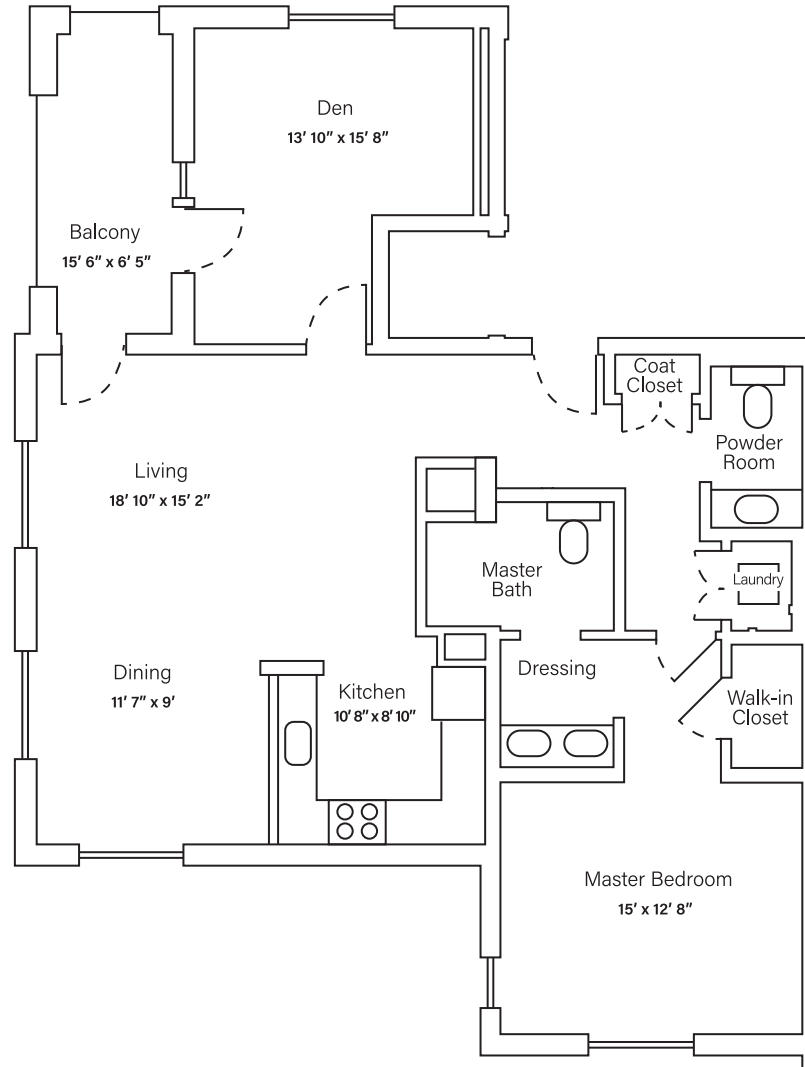 Den
13′ 10″ x 15′ 8″
Balcony
15′ 6″ x 6′ 5″
Coat
Closet
Powder
Room
Living
18′ 10″ x 15′ 2″
Master
Bath
Laundry
Dining
11′ 7″ x 9′
Kitchen
10′ 8″ x 8′ 10″
Dressing
Walk-in
Closet
Master Bedroom
15′ x 12′ 8″